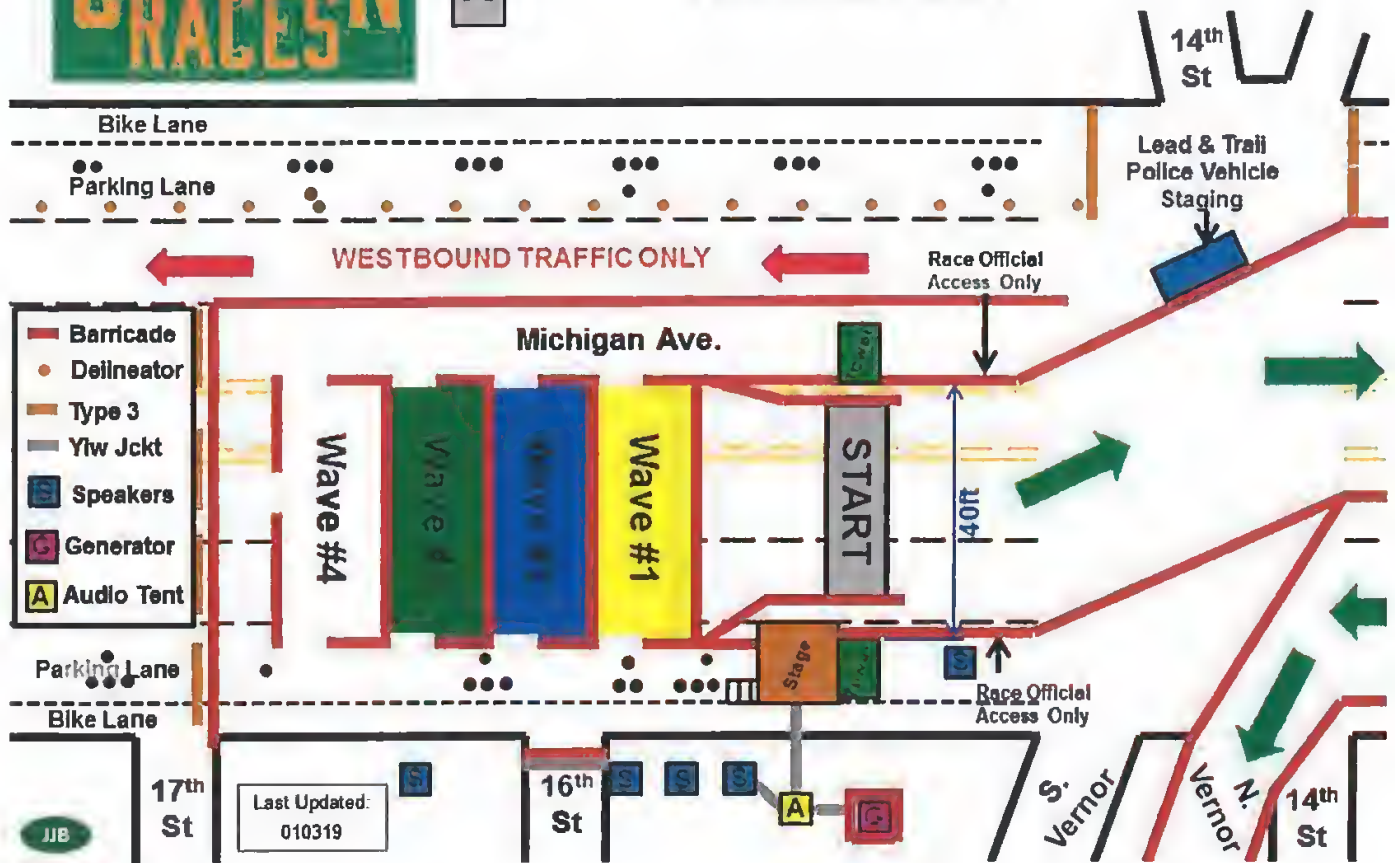 RACES
14th
St
Bike Lane
Parking Lane
Lead & Trail
Police Vehicle
Staging
WESTBOUND TRAFFIC ONLY
Race Official
Access Only
Barricade
Delineator
Type 3
Ylw Jckt
S Speakers
G Generator
A Audio Tent
Michigan Ave.
Wave #4
Wave
Wave #1
START
40ft
Stage
S
Parking Lane
Bike Lane
Race Official
Access Only
17th
St
Last Updated:
010319
S
16th
St
S
S
S
A
G
S.
Vernor
N.
Vernor
14th
St
JJB